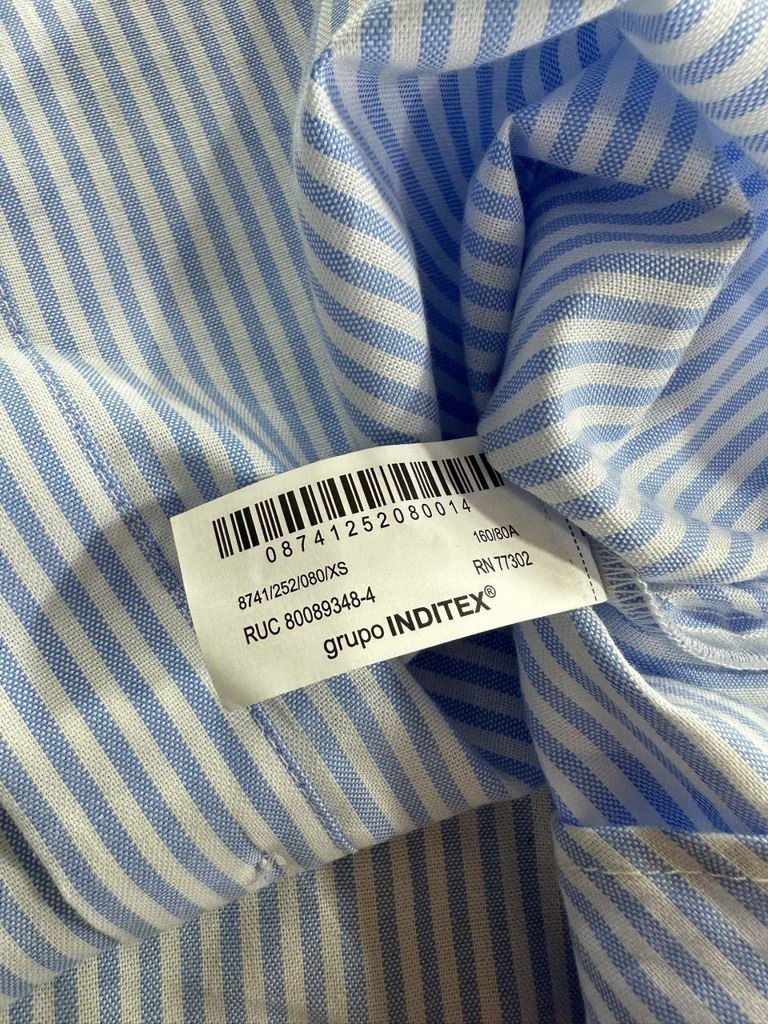 08741252080014
8741/252/080/XS
160/80A
RUC 80089348-4
RN 77302
grupo INDITEX®